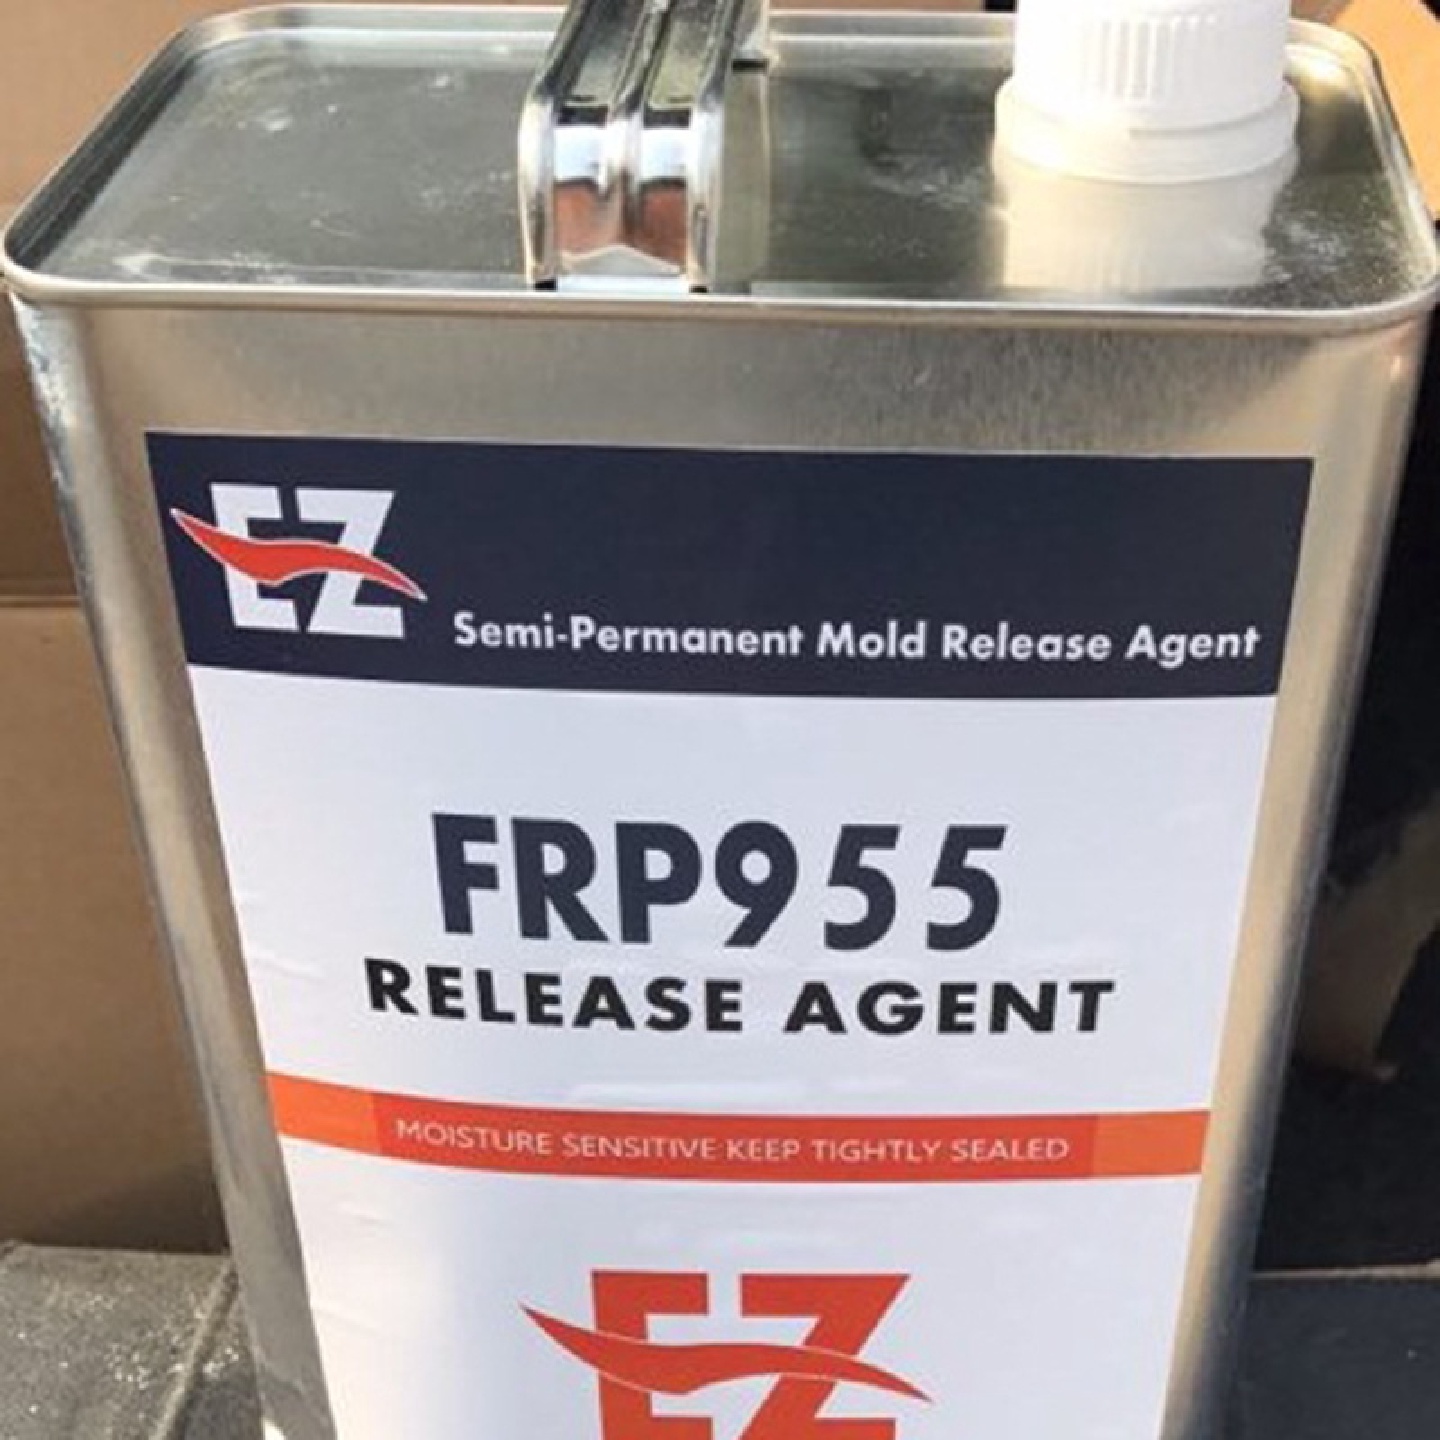 EZ
Semi-Permanent Mold Release Agent
FRP955
RELEASE AGENT
MOISTURE SENSITIVE KEEP TIGHTLY SEALED
EZ